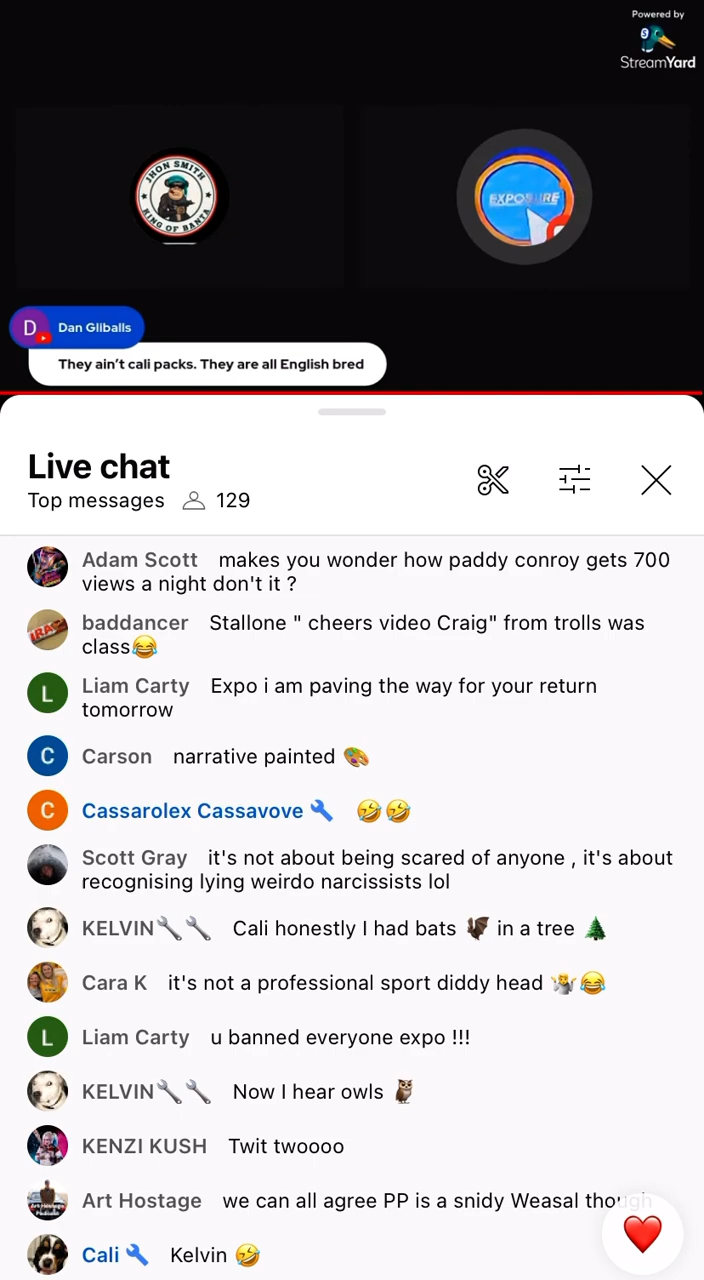 Powered by
StreamYard
JHON SMITH
KING OF BANTA
EXPOSURE
D
Dan Gliballs
They ain't cali packs. They are all English bred
Live chat
Top messages 129
Adam Scott makes you wonder how paddy conroy gets 700
views a night don't it ?
baddancer Stallone " cheers video Craig" from trolls was
class😂
L
Liam Carty Expo i am paving the way for your return
tomorrow
C
Carson narrative painted 🎨
C
Cassarolex Cassavove 🔧 🤣🤣
Scott Gray it's not about being scared of anyone , it's about
recognising lying weirdo narcissists lol
KELVIN🔧🔧 Cali honestly I had bats 🦇 in a tree 🌲
Cara K it's not a professional sport diddy head 🤷😂
L
Liam Carty u banned everyone expo !!!
KELVIN🔧🔧 Now I hear owls 🦉
KENZI KUSH Twit twoooo
Art Hostage
Art Hostage we can all agree PP is a snidy Weasal though
Cali 🔧 Kelvin 🤣